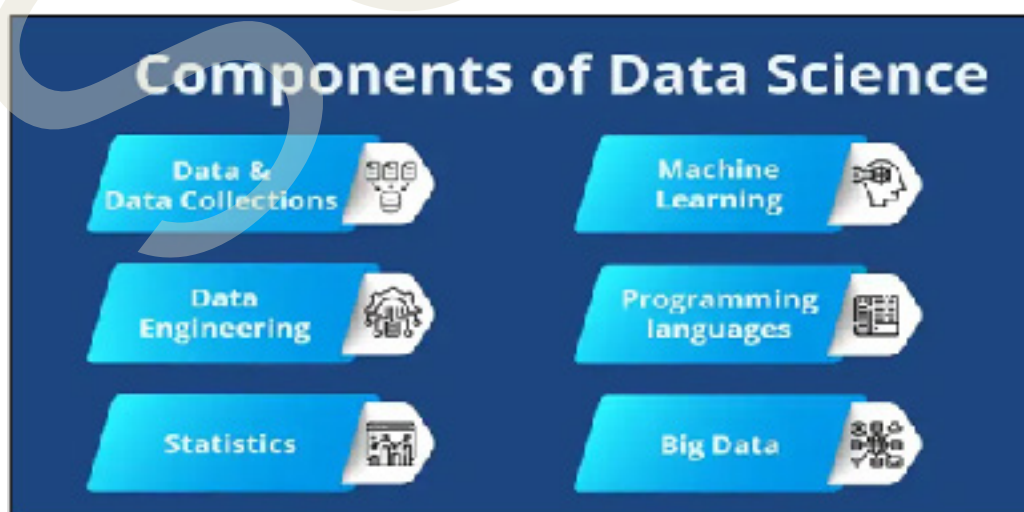 Components of Data Science
Data &
Data Collections
Machine
Learning
Data
Engineering
Programming
languages
Statistics
Big Data